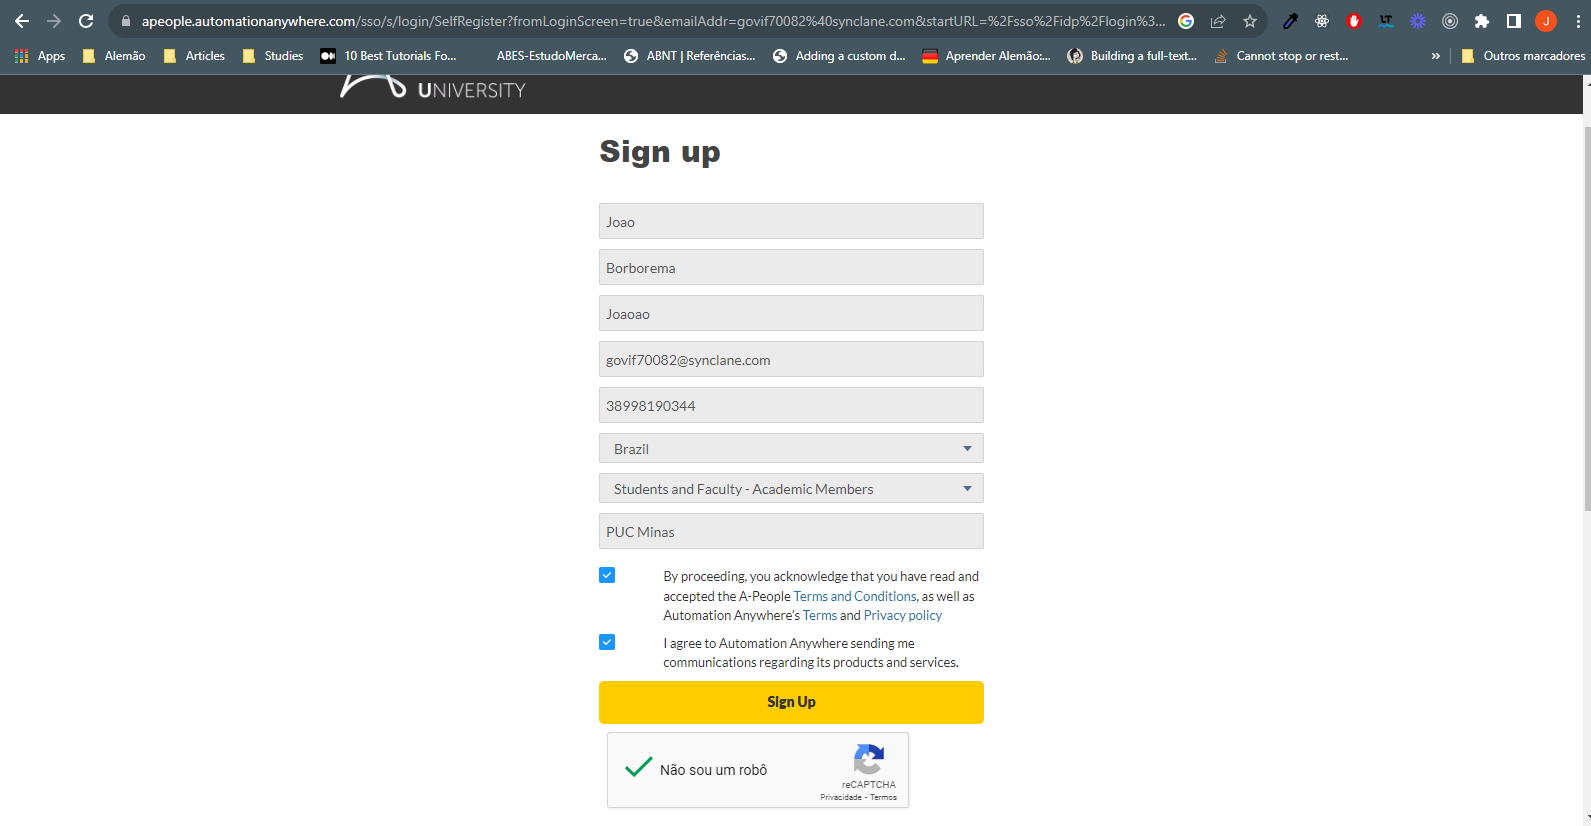 apeople.automationanywhere.com/sso/s/login/SelfRegister?fromLoginScreen=true&emailAddr=govif70082%40synclane.com&startURL=%2Fsso%2Fidp%2Flogin%3...
LT
J
Apps
Alemão
Articles
Studies
10 Best Tutorials Fo...
ABES-EstudoMerca...
ABNT | Referências...
Adding a custom d...
Aprender Alemão:...
Building a full-text...
Cannot stop or rest...
»
Outros marcadores
UNIVERSITY
Sign up
Joao
Borborema
Joaoao
govif70082@synclane.com
38998190344
Brazil
Students and Faculty - Academic Members
PUC Minas
By proceeding, you acknowledge that you have read and
accepted the A-People Terms and Conditions, as well as
Automation Anywhere's Terms and Privacy policy
I agree to Automation Anywhere sending me
communications regarding its products and services.
Sign Up
Não sou um robô
reCAPTCHA
Privacidade - Termos